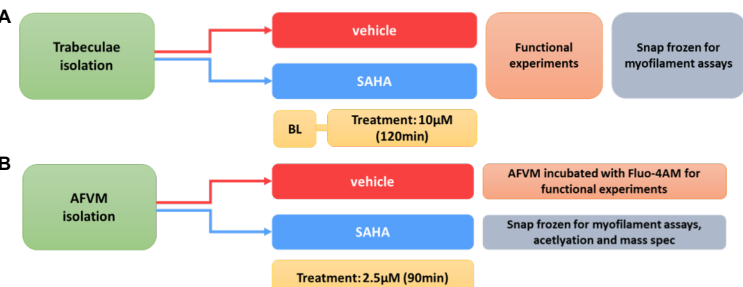 A
Trabeculae
isolation
vehicle
SAHA
Functional
experiments
Snap frozen for
myofilament assays
BL
Treatment: 10μM
(120min)
B
AFVM
isolation
vehicle
AFVM incubated with Fluo-4AM for
functional experiments
SAHA
Snap frozen for myofilament assays,
acetlyation and mass spec
Treatment: 2.5μM (90min)